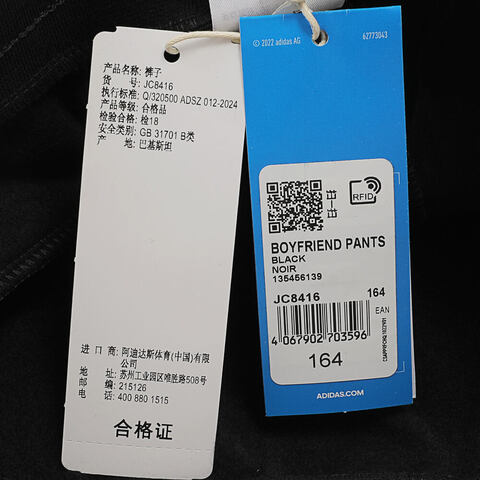 产品名称: 裤子
货 号: JC8416
执行标准: Q/320500 ADSZ 012-2024
产品等级: 合格品
检验合格: 检18
安全类别: GB 31701 B类
产 地: 巴基斯坦
进 口 商: 阿迪达斯体育(中国)有限
公司
地 址: 苏州工业园区唯胜路508号
邮 编: 215126
电 话: 400 880 1515
合格证
© 2022 adidas AG
62773043
RFID
BOYFRIEND PANTS
BLACK
NOIR
135456139
JC8416 164
EAN
4 067902 703596
164
ADIDAS.COM